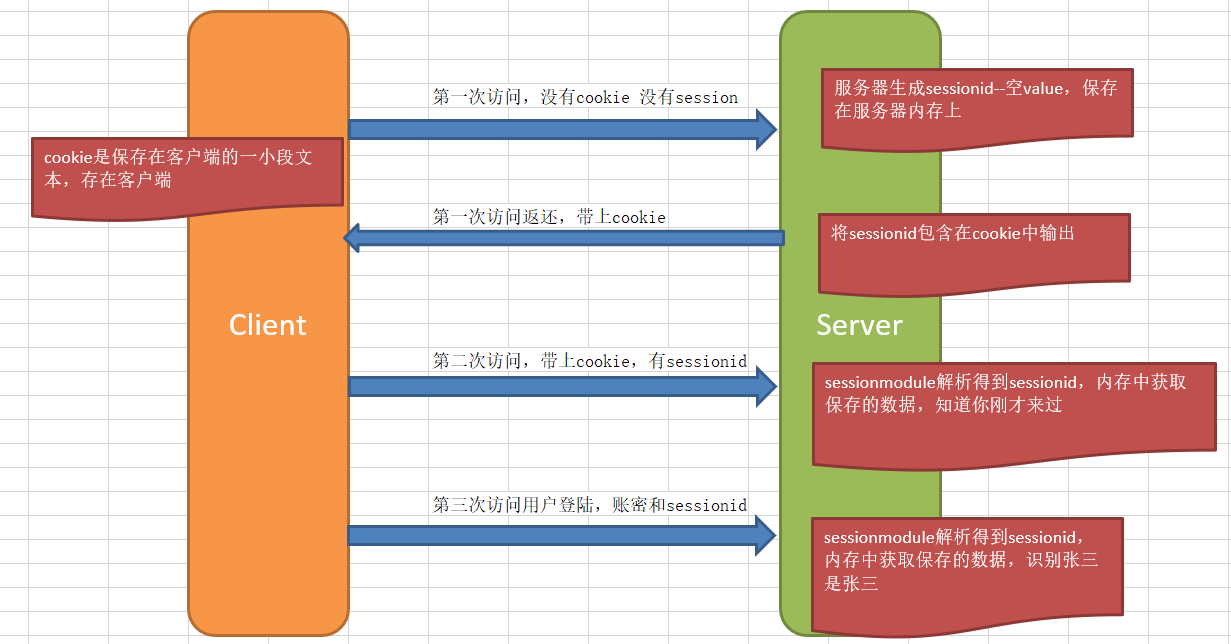 第一次访问，没有cookie 没有session
服务器生成sessionid--空value，保存
在服务器内存上
cookie是保存在客户端的一小段文
本，存在客户端
第一次访问返还，带上cookie
将sessionid包含在cookie中输出
Client
Server
第二次访问，带上cookie，有sessionid
sessionmodule解析得到sessionid，内存中获取
保存的数据，知道你刚才来过
第三次访问用户登陆，账密和sessionid
sessionmodule解析得到sessionid，
内存中获取保存的数据，识别张三
是张三